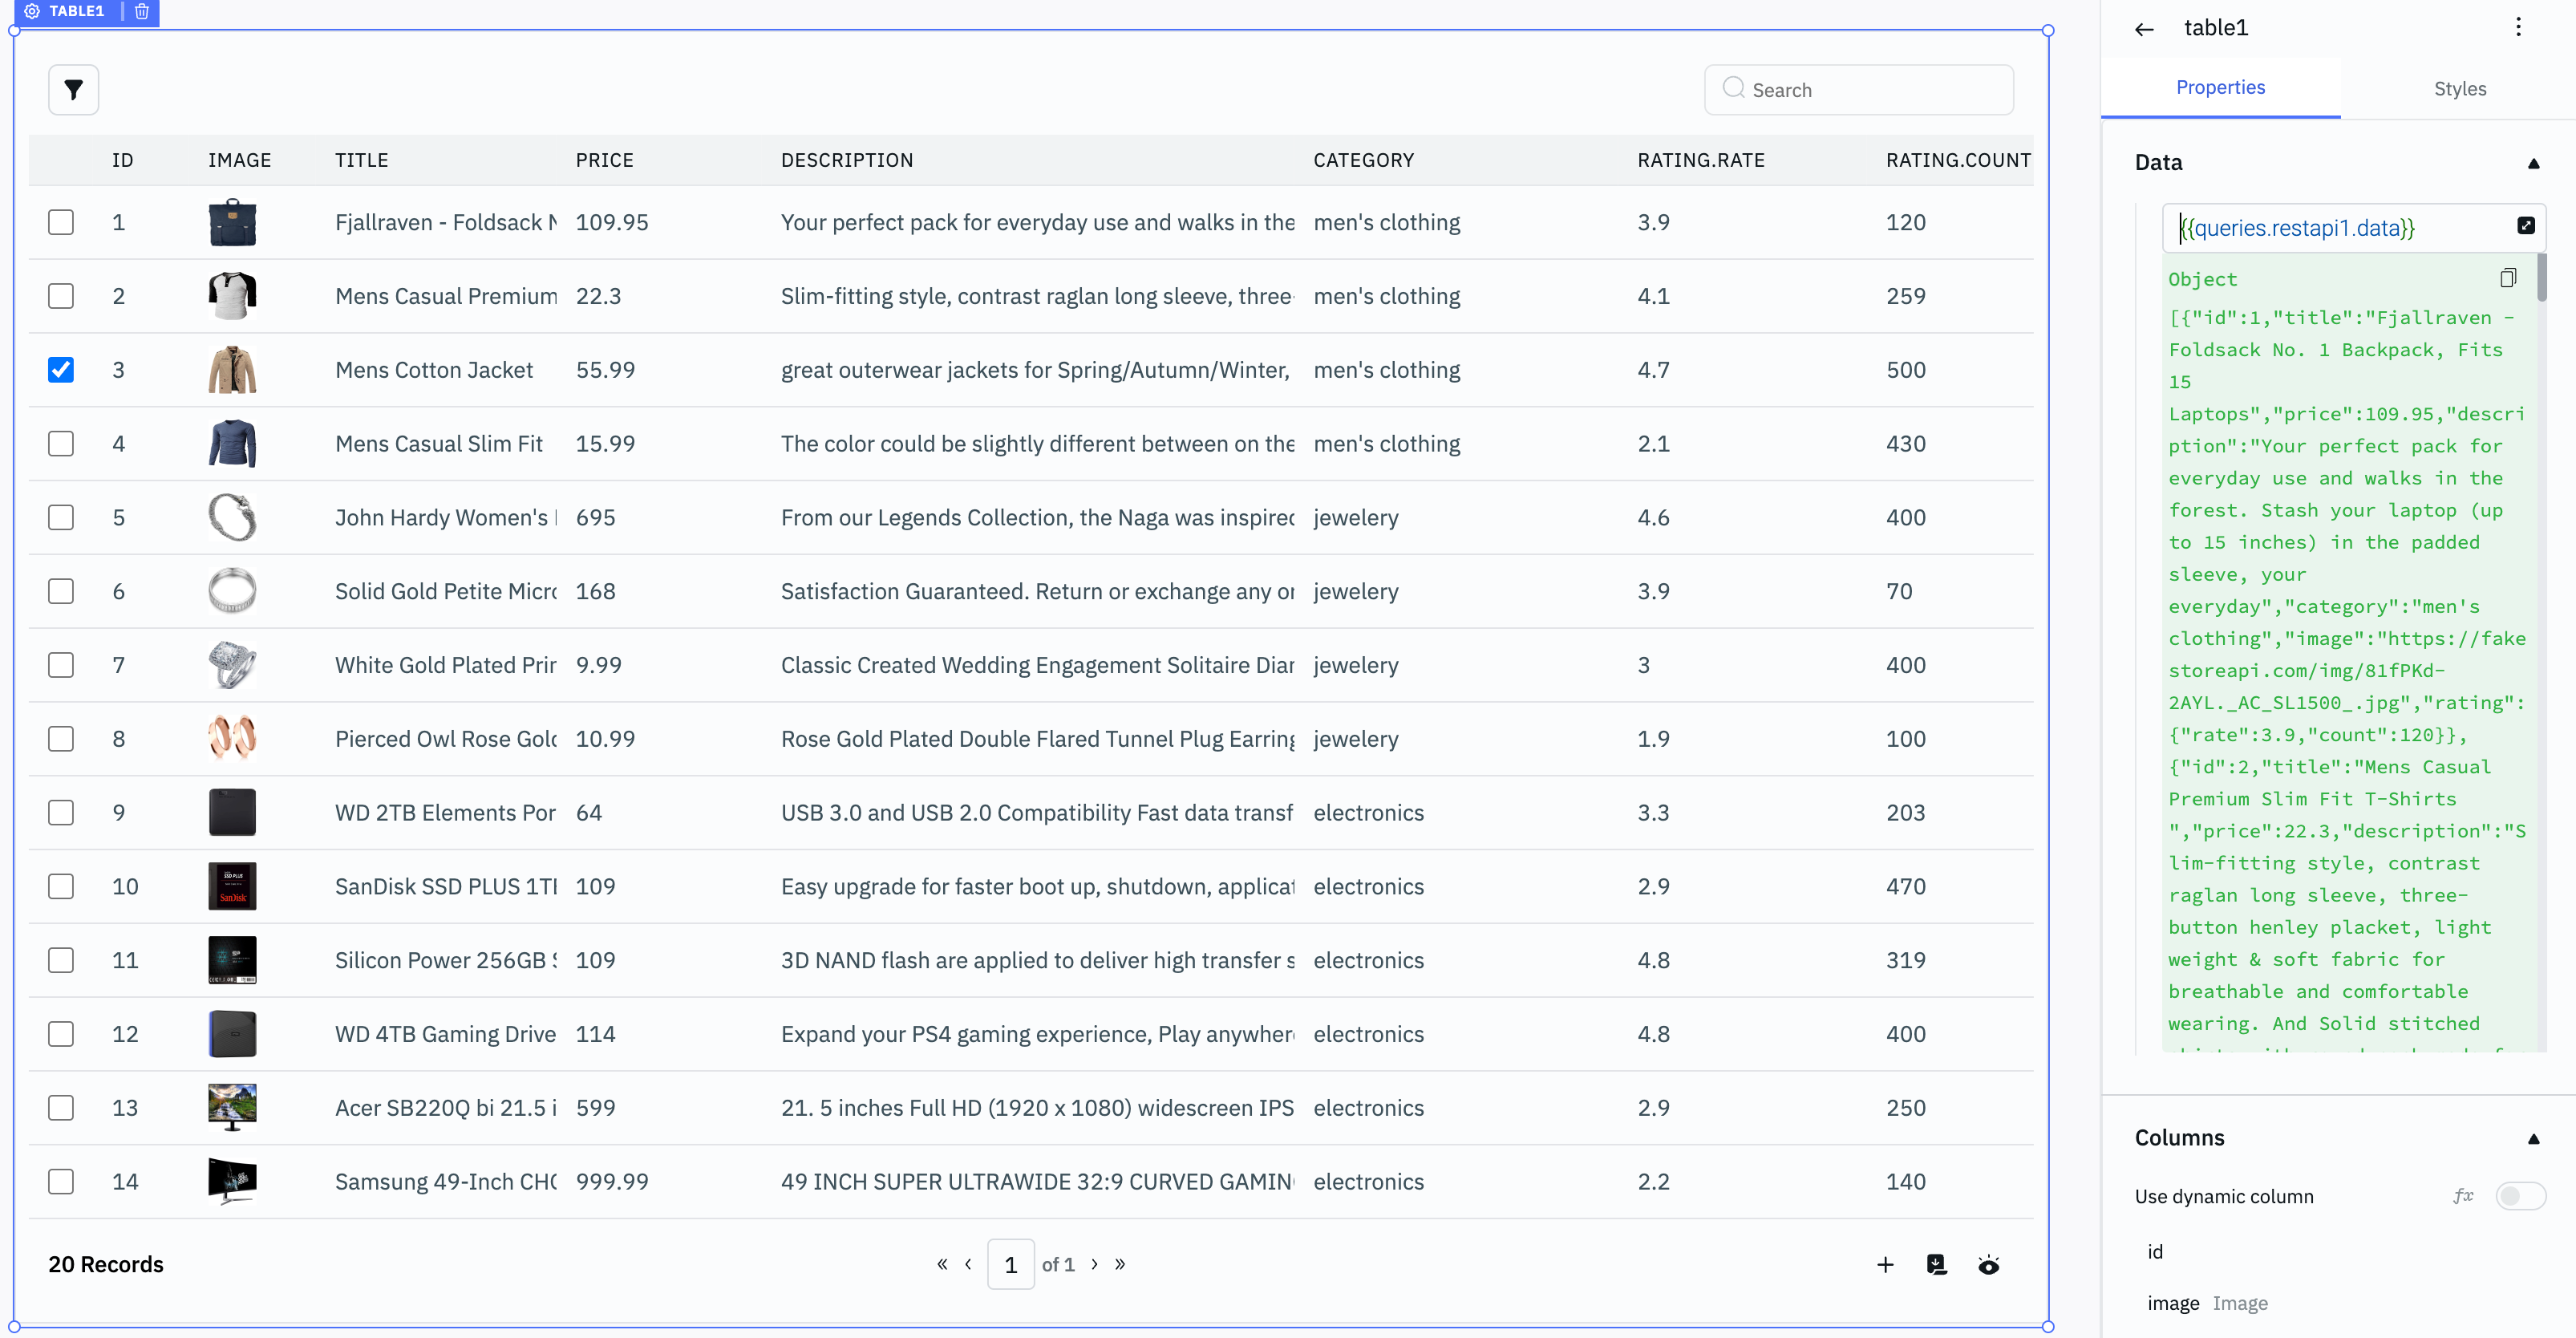 TABLE1
Search
ID IMAGE TITLE PRICE DESCRIPTION CATEGORY RATING.RATE RATING.COUNT
1 Fjallraven - Foldsack 109.95 Your perfect pack for everyday use and walks in the men's clothing 3.9 120
2 Mens Casual Premium 22.3 Slim-fitting style, contrast raglan long sleeve, three- men's clothing 4.1 259
3 Mens Cotton Jacket 55.99 great outerwear jackets for Spring/Autumn/Winter, men's clothing 4.7 500
4 Mens Casual Slim Fit 15.99 The color could be slightly different between on the men's clothing 2.1 430
5 John Hardy Women's 695 From our Legends Collection, the Naga was inspired jewelery 4.6 400
6 Solid Gold Petite Micro 168 Satisfaction Guaranteed. Return or exchange any or jewelery 3.9 70
7 White Gold Plated Prin 9.99 Classic Created Wedding Engagement Solitaire Diam jewelery 3 400
8 Pierced Owl Rose Gold 10.99 Rose Gold Plated Double Flared Tunnel Plug Earring jewelery 1.9 100
9 WD 2TB Elements Por 64 USB 3.0 and USB 2.0 Compatibility Fast data transf electronics 3.3 203
SSD PLUS
SanDisk
10 SanDisk SSD PLUS 1TB 109 Easy upgrade for faster boot up, shutdown, applicat electronics 2.9 470
11 Silicon Power 256GB 109 3D NAND flash are applied to deliver high transfer s electronics 4.8 319
12 WD 4TB Gaming Drive 114 Expand your PS4 gaming experience, Play anywhere electronics 4.8 400
13 Acer SB220Q bi 21.5 i 599 21. 5 inches Full HD (1920 x 1080) widescreen IPS electronics 2.9 250
14 Samsung 49-Inch CHG 999.99 49 INCH SUPER ULTRAWIDE 32:9 CURVED GAMING electronics 2.2 140
20 Records « ‹ 1 of 1 › » +
table1
Properties Styles
Data
{{queries.restapi1.data}}
Object
[{"id":1,"title":"Fjallraven -
Foldsack No. 1 Backpack, Fits
15
Laptops","price":109.95,"descri
ption":"Your perfect pack for
everyday use and walks in the
forest. Stash your laptop (up
to 15 inches) in the padded
sleeve, your
everyday","category":"men's
clothing","image":"https://fake
storeapi.com/img/81fPKd-
2AYL._AC_SL1500_.jpg","rating":
{"rate":3.9,"count":120}},
{"id":2,"title":"Mens Casual
Premium Slim Fit T-Shirts
","price":22.3,"description":"S
lim-fitting style, contrast
raglan long sleeve, three-
button henley placket, light
weight & soft fabric for
breathable and comfortable
wearing. And Solid stitched
Columns
Use dynamic column fx
id
image Image